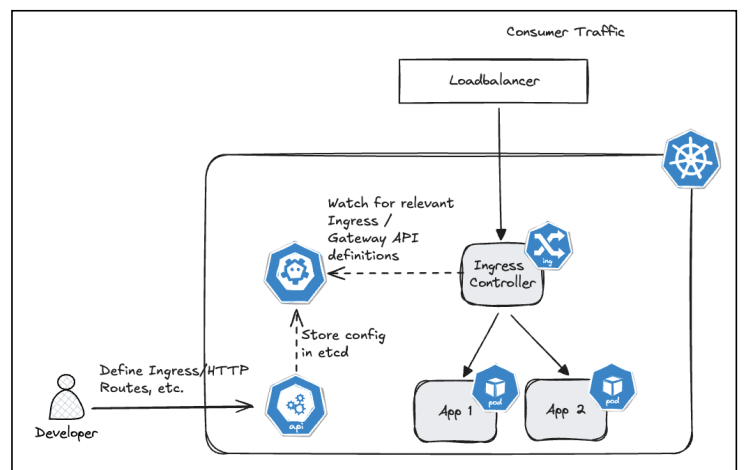 Consumer Traffic
Loadbalancer
Watch for relevant
Ingress /
Gateway API
definitions
ing
Ingress
Controller
Store config
in etcd
Define Ingress/HTTP
Routes, etc.
api
Developer
App 1
pod
App 2
pod